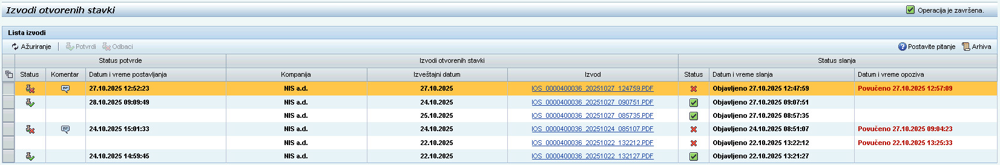 Izvodi otvorenih stavki
Operacija je završena.
Lista izvodi
Ažuriranje Potvrdi Odbaci Postavite pitanje Arhiva
Status potvrde Izvodi otvorenih stavki Status slanja
Status Komentar Datum i vreme postavljanja Kompanija Izveštajni datum Izvod Status Datum i vreme slanja Datum i vreme opoziva
27.10.2025 12:52:23 NIS a.d. 27.10.2025 IOS_0000400036_20251027_124759.PDF Objavljeno 27.10.2025 12:47:59 Povučeno 27.10.2025 12:57:09
28.10.2025 09:09:49 NIS a.d. 24.10.2025 IOS_0000400036_20251027_090751.PDF Objavljeno 27.10.2025 09:07:51
NIS a.d. 25.10.2025 IOS_0000400036_20251027_085735.PDF Objavljeno 27.10.2025 08:57:35
24.10.2025 15:01:33 NIS a.d. 24.10.2025 IOS_0000400036_20251024_085107.PDF Objavljeno 24.10.2025 08:51:07 Povučeno 27.10.2025 09:04:23
NIS a.d. 22.10.2025 IOS_0000400036_20251022_132212.PDF Objavljeno 22.10.2025 13:22:12 Povučeno 22.10.2025 13:25:33
24.10.2025 14:59:45 NIS a.d. 22.10.2025 IOS_0000400036_20251022_132127.PDF Objavljeno 22.10.2025 13:21:27